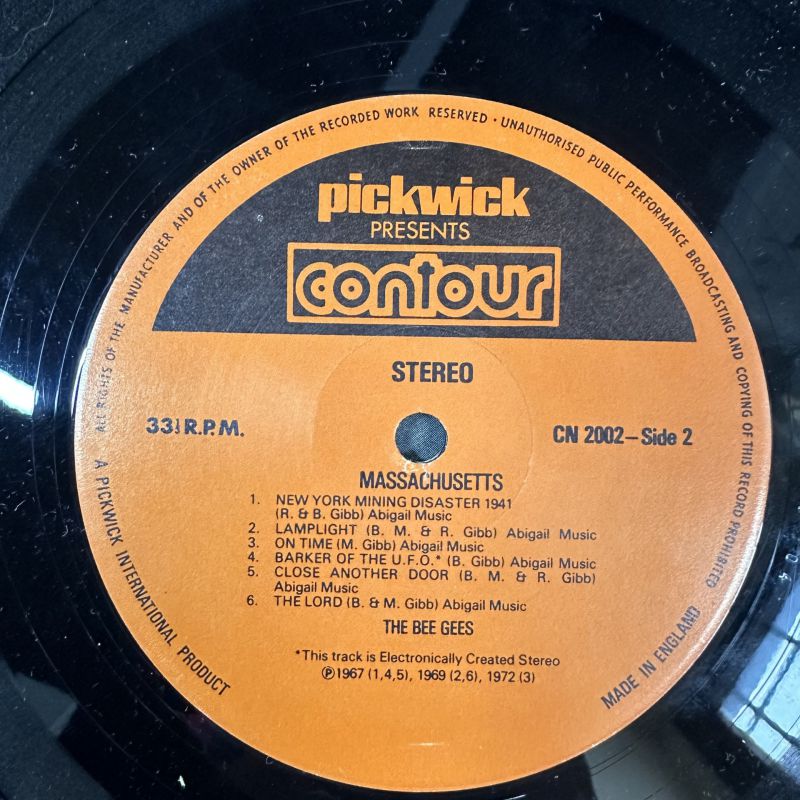 ALL RIGHTS OF THE MANUFACTURER AND OF THE OWNER OF THE RECORDED WORK RESERVED · UNAUTHORISED PUBLIC PERFORMANCE BROADCASTING AND COPYING OF THIS RECORD PROHIBITED
pickwick
PRESENTS
contour
STEREO
33⅓ R.P.M.
CN 2002—Side 2
MASSACHUSETTS
1. NEW YORK MINING DISASTER 1941
(R. & B. Gibb) Abigail Music
2. LAMPLIGHT (B. M. & R. Gibb) Abigail Music
3. ON TIME (M. Gibb) Abigail Music
4. BARKER OF THE U.F.O.* (B. Gibb) Abigail Music
5. CLOSE ANOTHER DOOR (B. M. & R. Gibb)
Abigail Music
6. THE LORD (B. & M. Gibb) Abigail Music
THE BEE GEES
*This track is Electronically Created Stereo
Ⓟ1967 (1,4,5), 1969 (2,6), 1972 (3)
A PICKWICK INTERNATIONAL PRODUCT
MADE IN ENGLAND